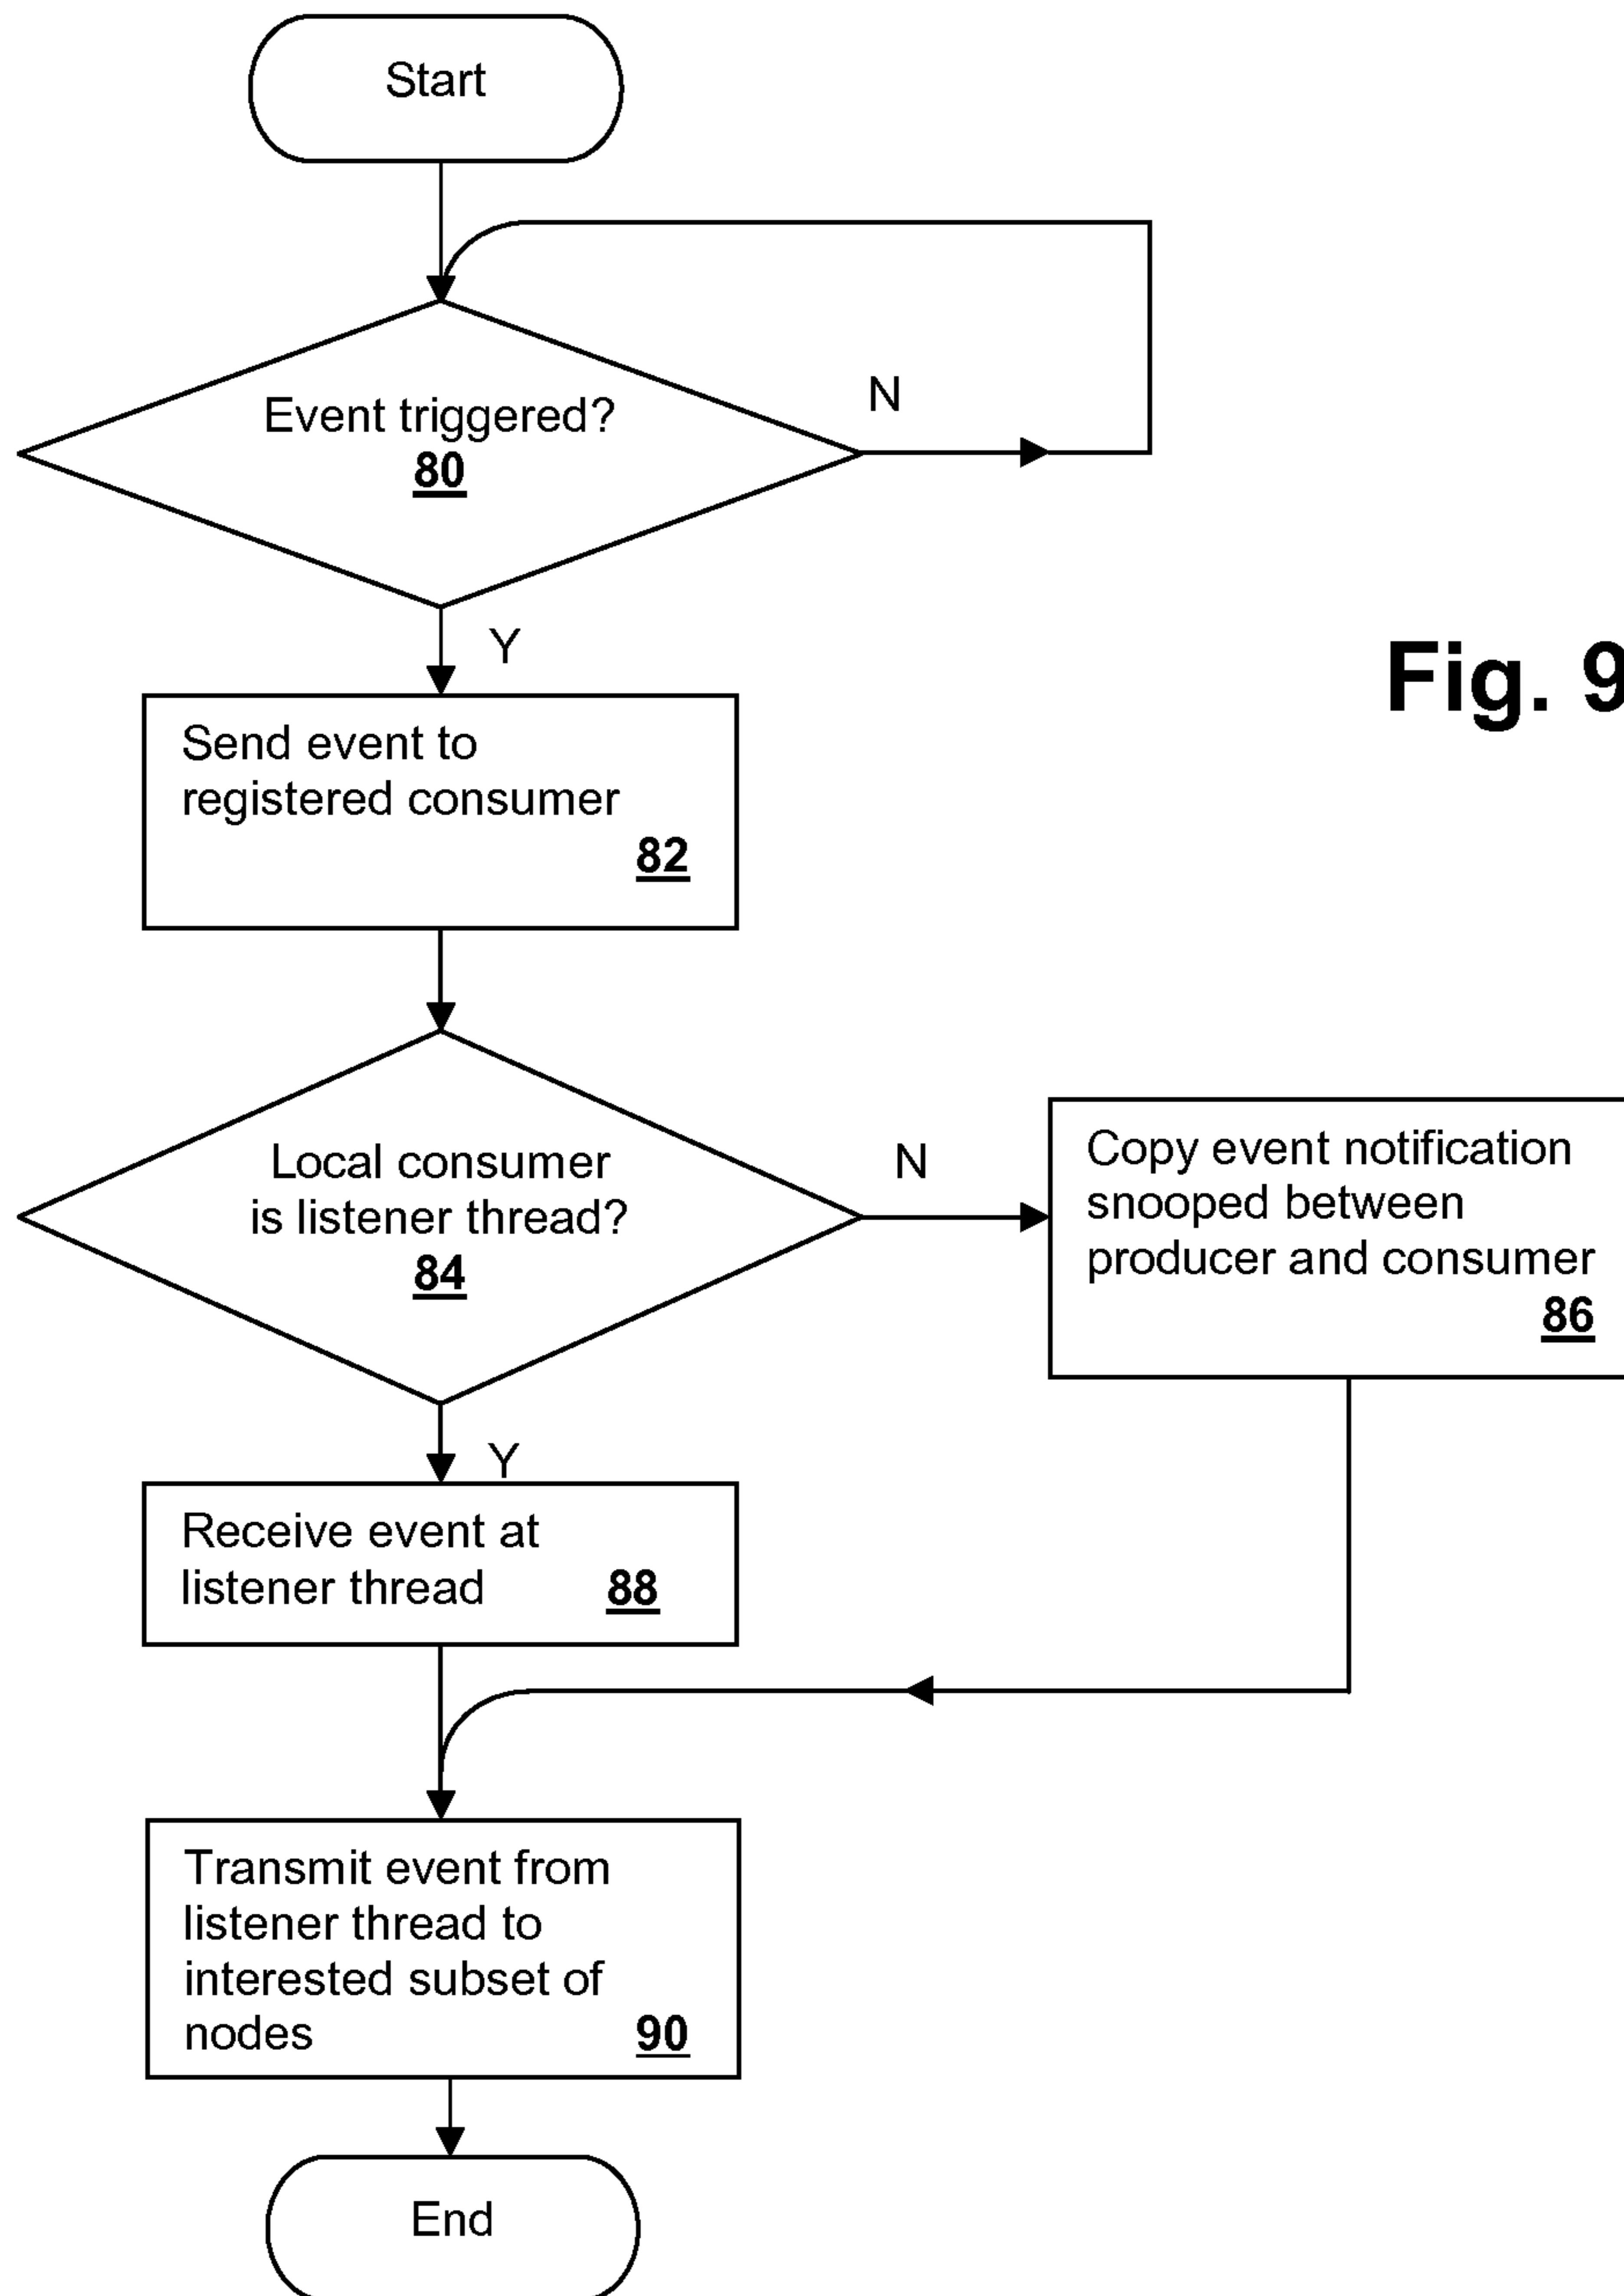 Start
Event triggered?
80
N
Y
Fig. 9
Send event to
registered consumer
82
Local consumer
is listener thread?
84
N
Copy event notification
snooped between
producer and consumer
86
Y
Receive event at
listener thread 88
Transmit event from
listener thread to
interested subset of
nodes 90
End